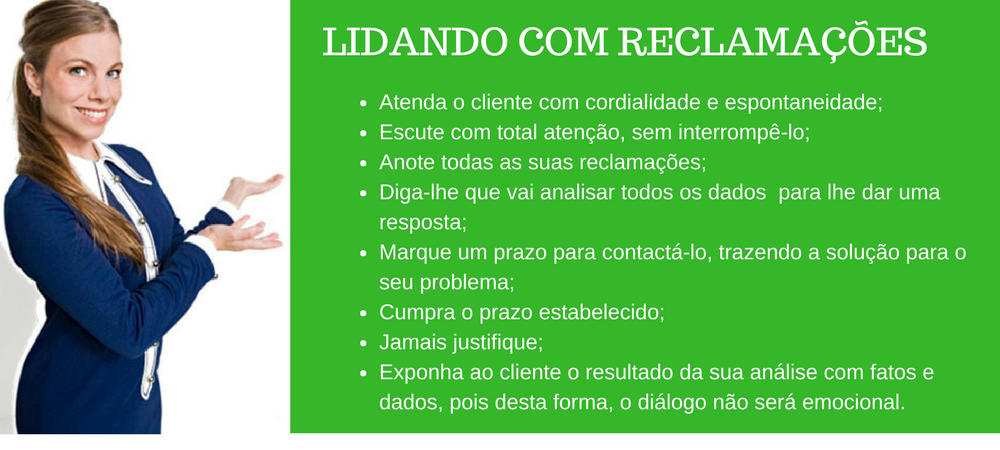 LIDANDO COM RECLAMAÇÕES
• Atenda o cliente com cordialidade e espontaneidade;
• Escute com total atenção, sem interrompê-lo;
• Anote todas as suas reclamações;
• Diga-lhe que vai analisar todos os dados  para lhe dar uma
resposta;
• Marque um prazo para contactá-lo, trazendo a solução para o
seu problema;
• Cumpra o prazo estabelecido;
• Jamais justifique;
• Exponha ao cliente o resultado da sua análise com fatos e
dados, pois desta forma, o diálogo não será emocional.